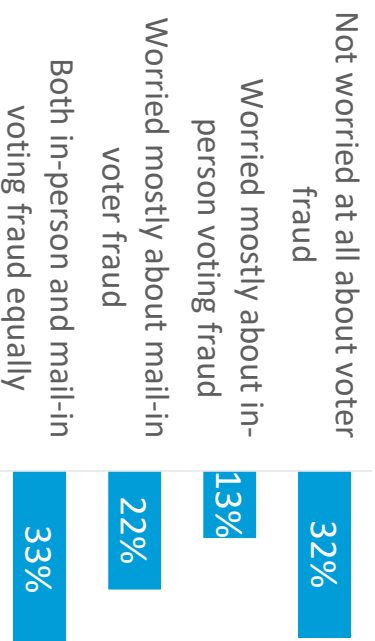 Not worried at all about voter
fraud
32%
Worried mostly about in-
person voting fraud
13%
Worried mostly about mail-in
voter fraud
22%
Both in-person and mail-in
voting fraud equally
33%